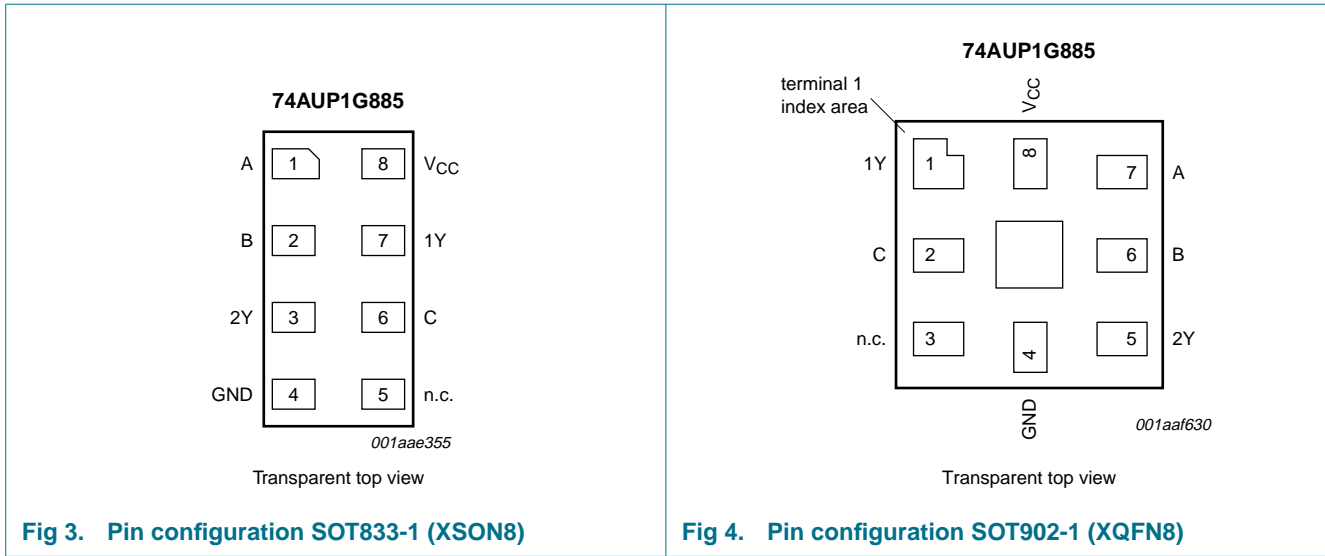 74AUP1G885
A 1 8 VCC
B 2 7 1Y
2Y 3 6 C
GND 4 5 n.c.
001aae355
Transparent top view
Fig 3. Pin configuration SOT833-1 (XSON8)
74AUP1G885
terminal 1
index area
VCC
1Y 1 8 7 A
C 2 6 B
n.c. 3 4 5 2Y
GND
001aaf630
Transparent top view
Fig 4. Pin configuration SOT902-1 (XQFN8)